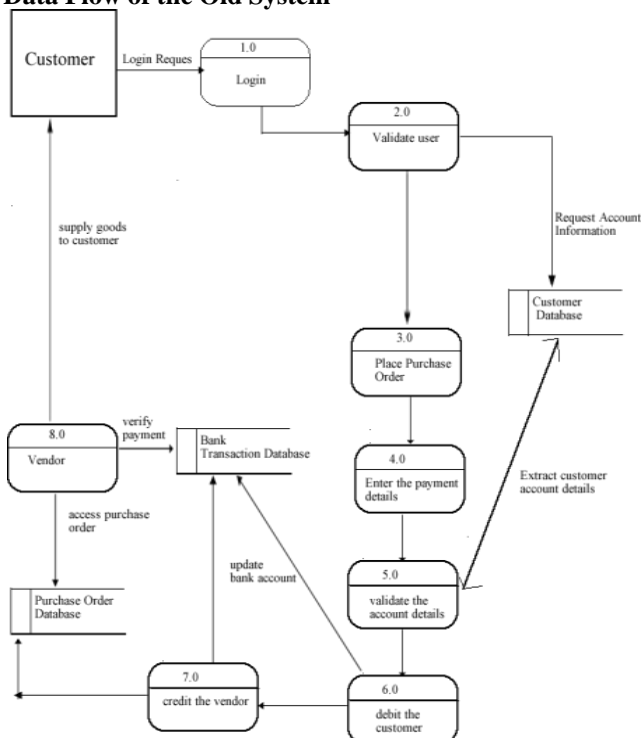 Data Flow of the Old System
Customer
Login Reques
1.0
Login
2.0
Validate user
supply goods
to customer
Request Account
Information
Customer
Database
3.0
Place Purchase
Order
8.0
Vendor
verify
payment
Bank
Transaction Database
4.0
Enter the payment
details
Extract customer
account details
access purchase
order
update
bank account
5.0
validate the
account details
Purchase Order
Database
7.0
credit the vendor
6.0
debit the
customer